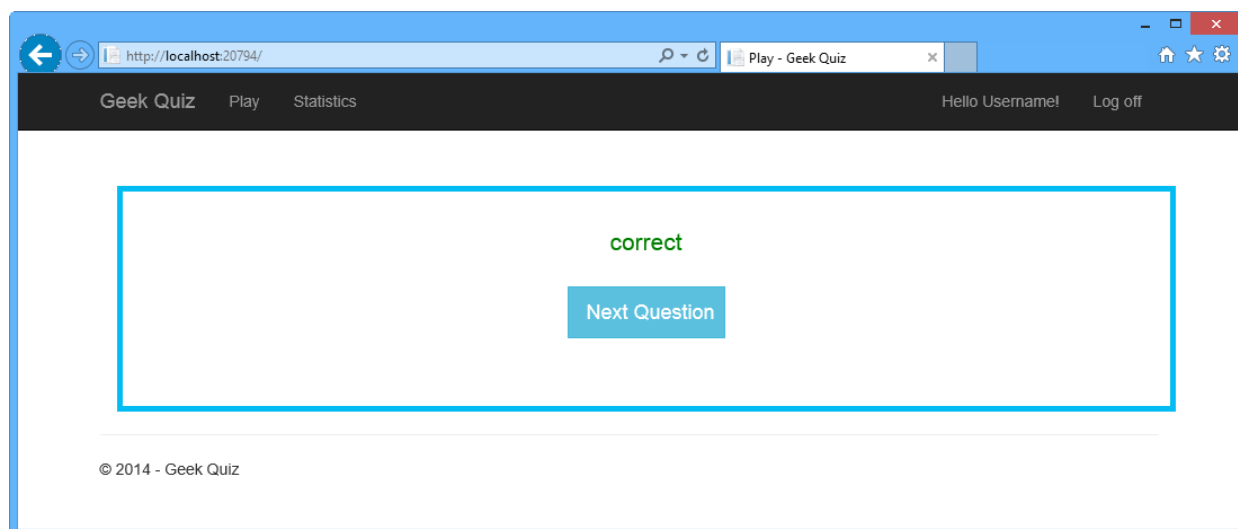 http://localhost:20794/
Play - Geek Quiz
Geek Quiz Play Statistics Hello Username! Log off
correct
Next Question
© 2014 - Geek Quiz